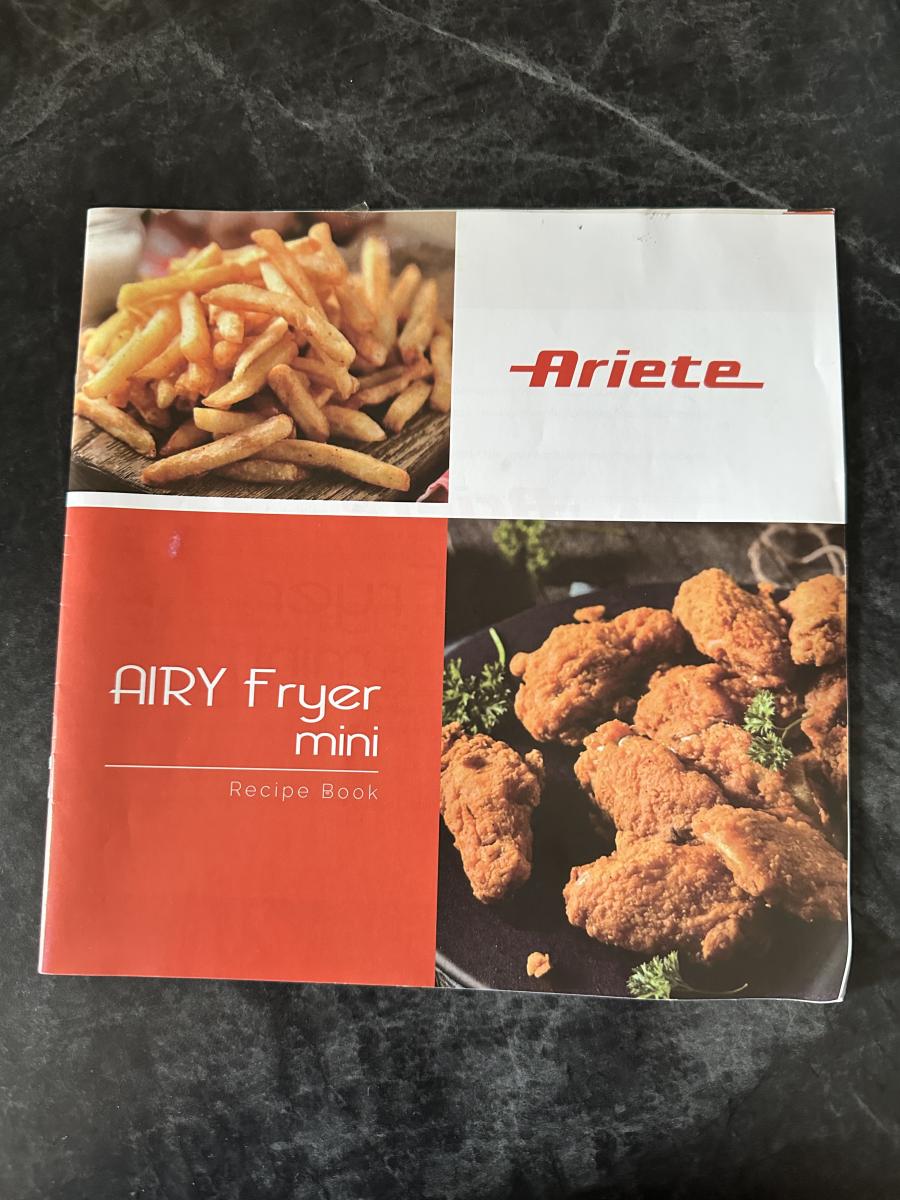 Ariete
AIRY Fryer
mini
Recipe Book